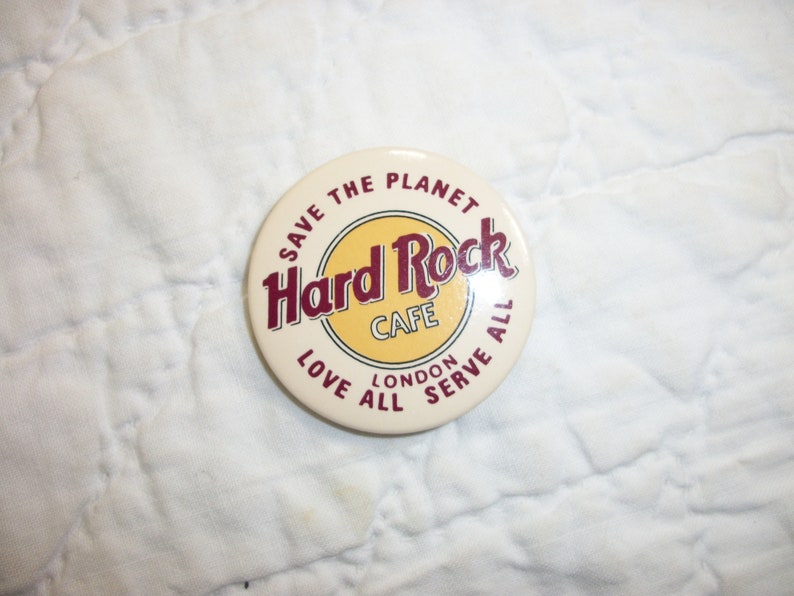 SAVE THE PLANET
Hard Rock
CAFE
LONDON
LOVE ALL SERVE ALL